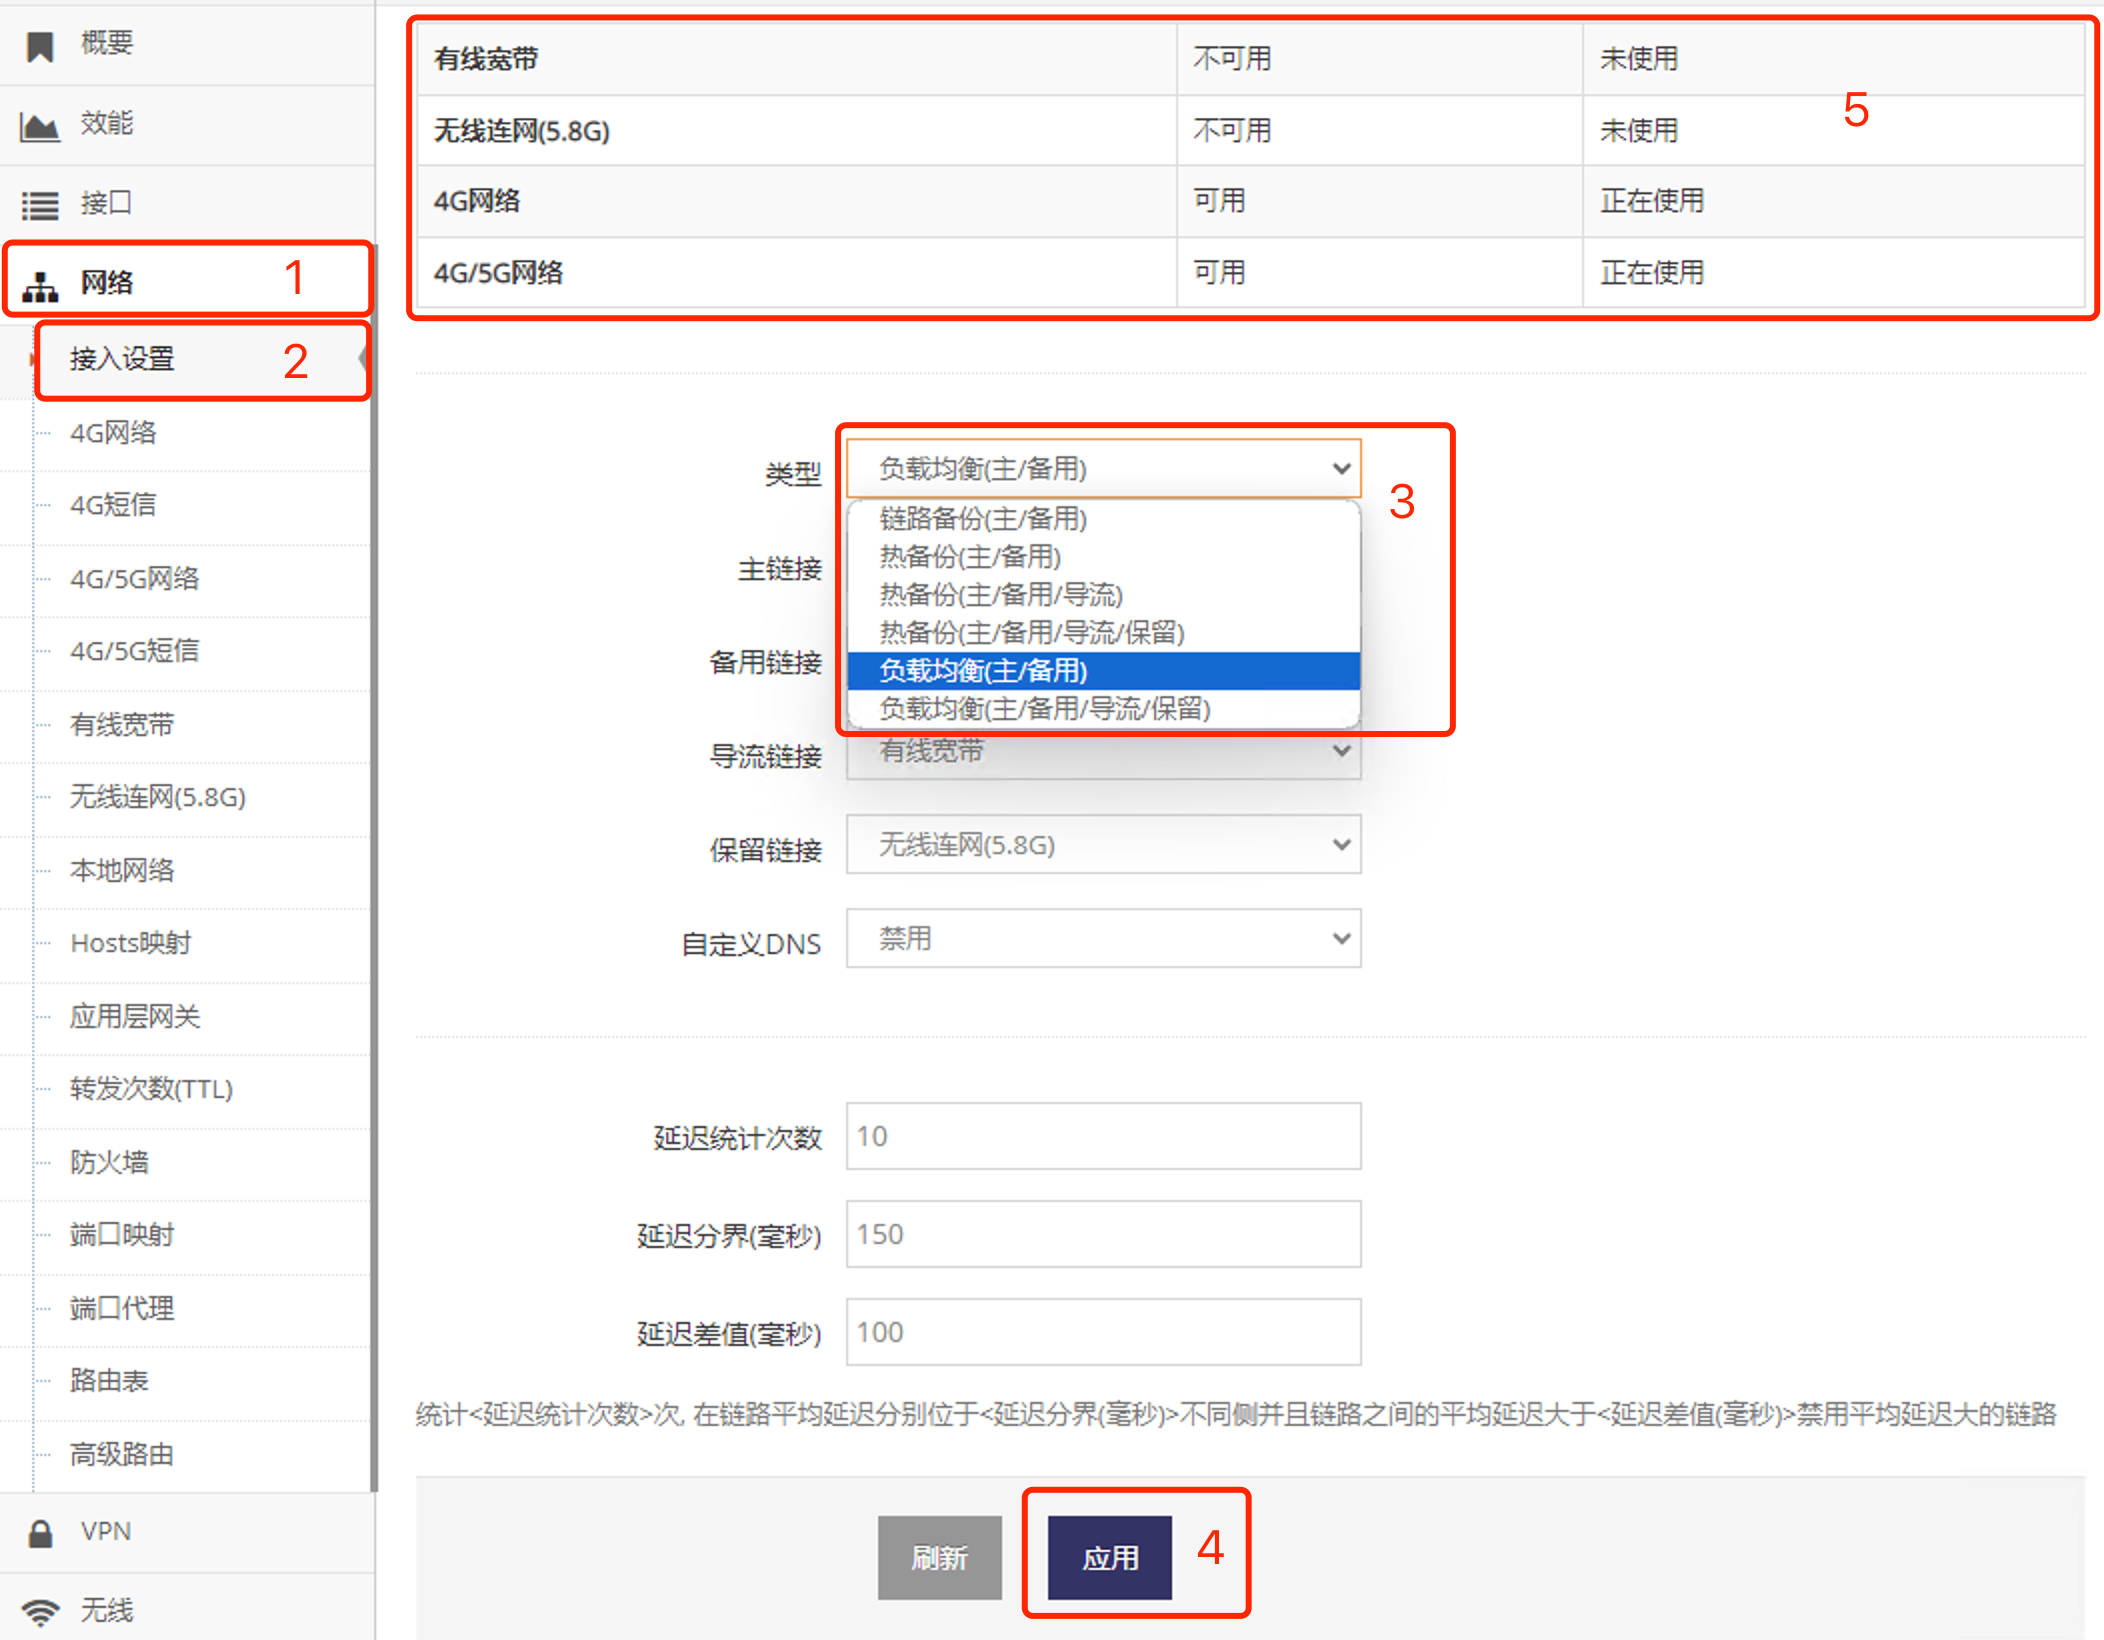 概要
效能
接口
网络 1
接入设置 2
4G网络
4G短信
4G/5G网络
4G/5G短信
有线宽带
无线连网(5.8G)
本地网络
Hosts映射
应用层网关
转发次数(TTL)
防火墙
端口映射
端口代理
路由表
高级路由
VPN
无线
有线宽带 不可用 未使用
5
无线连网(5.8G) 不可用 未使用
4G网络 可用 正在使用
4G/5G网络 可用 正在使用
类型 负载均衡(主/备用)
3
链路备份(主/备用)
热备份(主/备用)
主链接
热备份(主/备用/导流)
热备份(主/备用/导流/保留)
备用链接 负载均衡(主/备用)
负载均衡(主/备用/导流/保留)
导流链接 有线宽带
保留链接 无线连网(5.8G)
自定义DNS 禁用
延迟统计次数 10
延迟分界(毫秒) 150
延迟差值(毫秒) 100
统计<延迟统计次数>次, 在链路平均延迟分别位于<延迟分界(毫秒)>不同侧并且链路之间的平均延迟大于<延迟差值(毫秒)>禁用平均延迟大的链路
刷新 应用 4